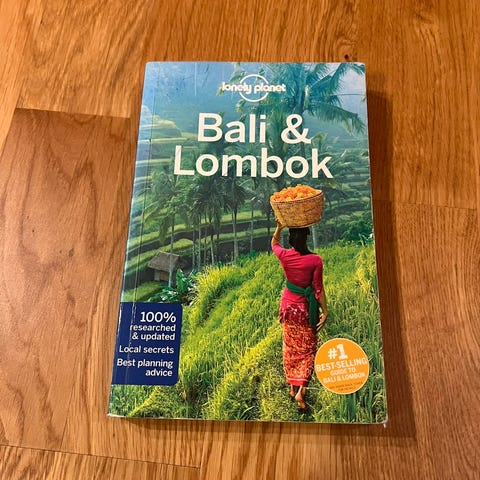 lonely planet
Bali &
Lombok
100%
researched
& updated
Local secrets
Best planning
advice
#1
BEST-SELLING
GUIDE TO
BALI & LOMBOK